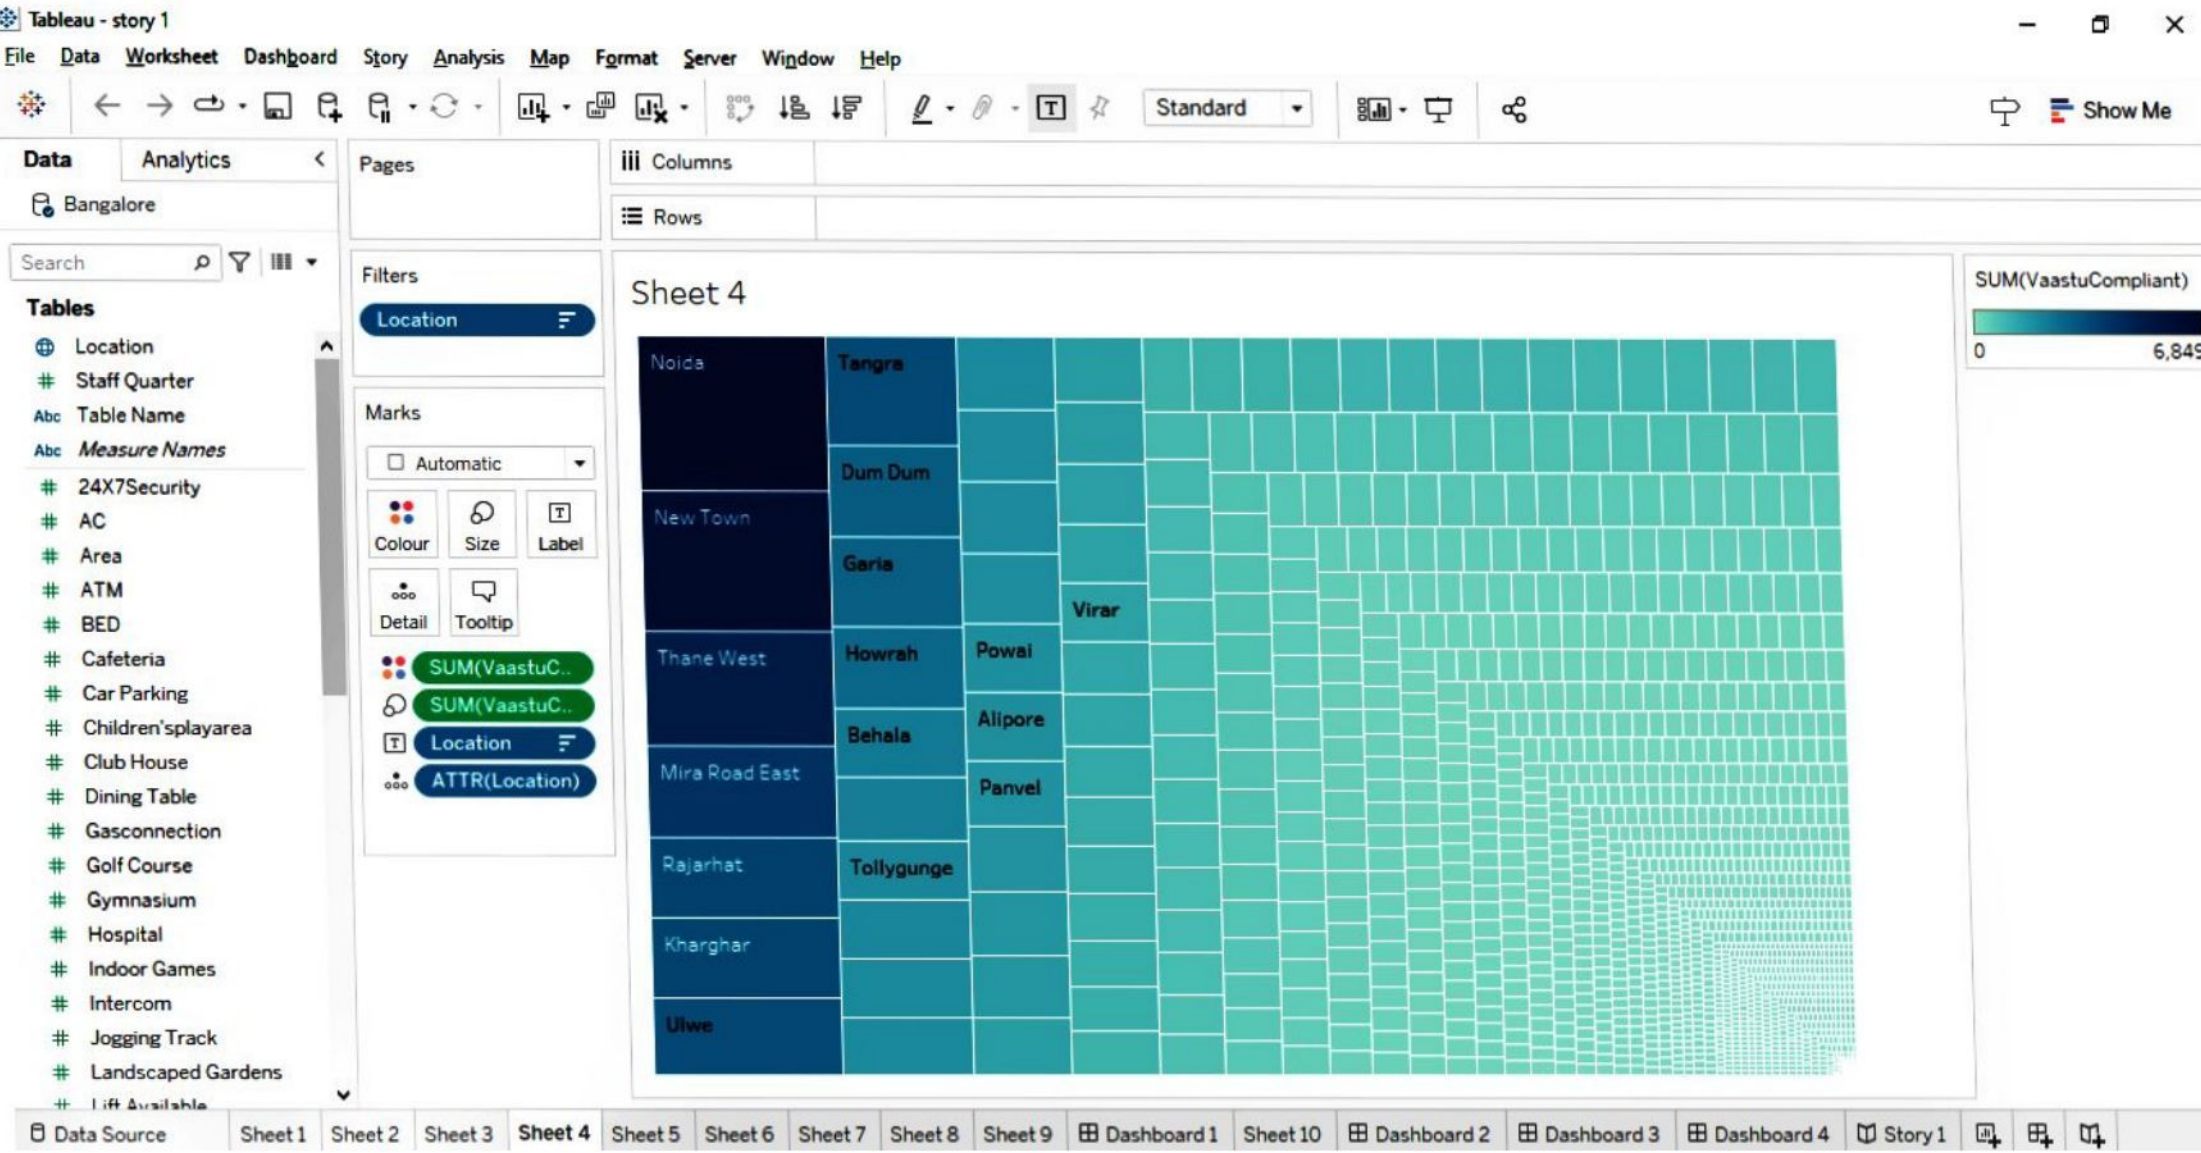 Tableau - story 1
File Data Worksheet Dashboard Story Analysis Map Format Server Window Help
Standard
Show Me
Data Analytics
Bangalore
Search
Tables
Location
Staff Quarter
Abc Table Name
Abc Measure Names
# 24X7Security
# AC
# Area
# ATM
# BED
# Cafeteria
# Car Parking
# Children'splayarea
# Club House
# Dining Table
# Gasconnection
# Golf Course
# Gymnasium
# Hospital
# Indoor Games
# Intercom
# Jogging Track
# Landscaped Gardens
# Lift Available
Pages
Filters
Location
Marks
Automatic
Colour Size Label
Detail Tooltip
SUM(VaastuC..
SUM(VaastuC..
Location
ATTR(Location)
Columns
Rows
Sheet 4
Noida
New Town
Thane West
Mira Road East
Rajarhat
Kharghar
Ulwe
Tangra
Dum Dum
Garia
Howrah
Behala
Tollygunge
Powai
Alipore
Panvel
Virar
SUM(VaastuCompliant)
0 6,849
Data Source Sheet 1 Sheet 2 Sheet 3 Sheet 4 Sheet 5 Sheet 6 Sheet 7 Sheet 8 Sheet 9 Dashboard 1 Sheet 10 Dashboard 2 Dashboard 3 Dashboard 4 Story 1